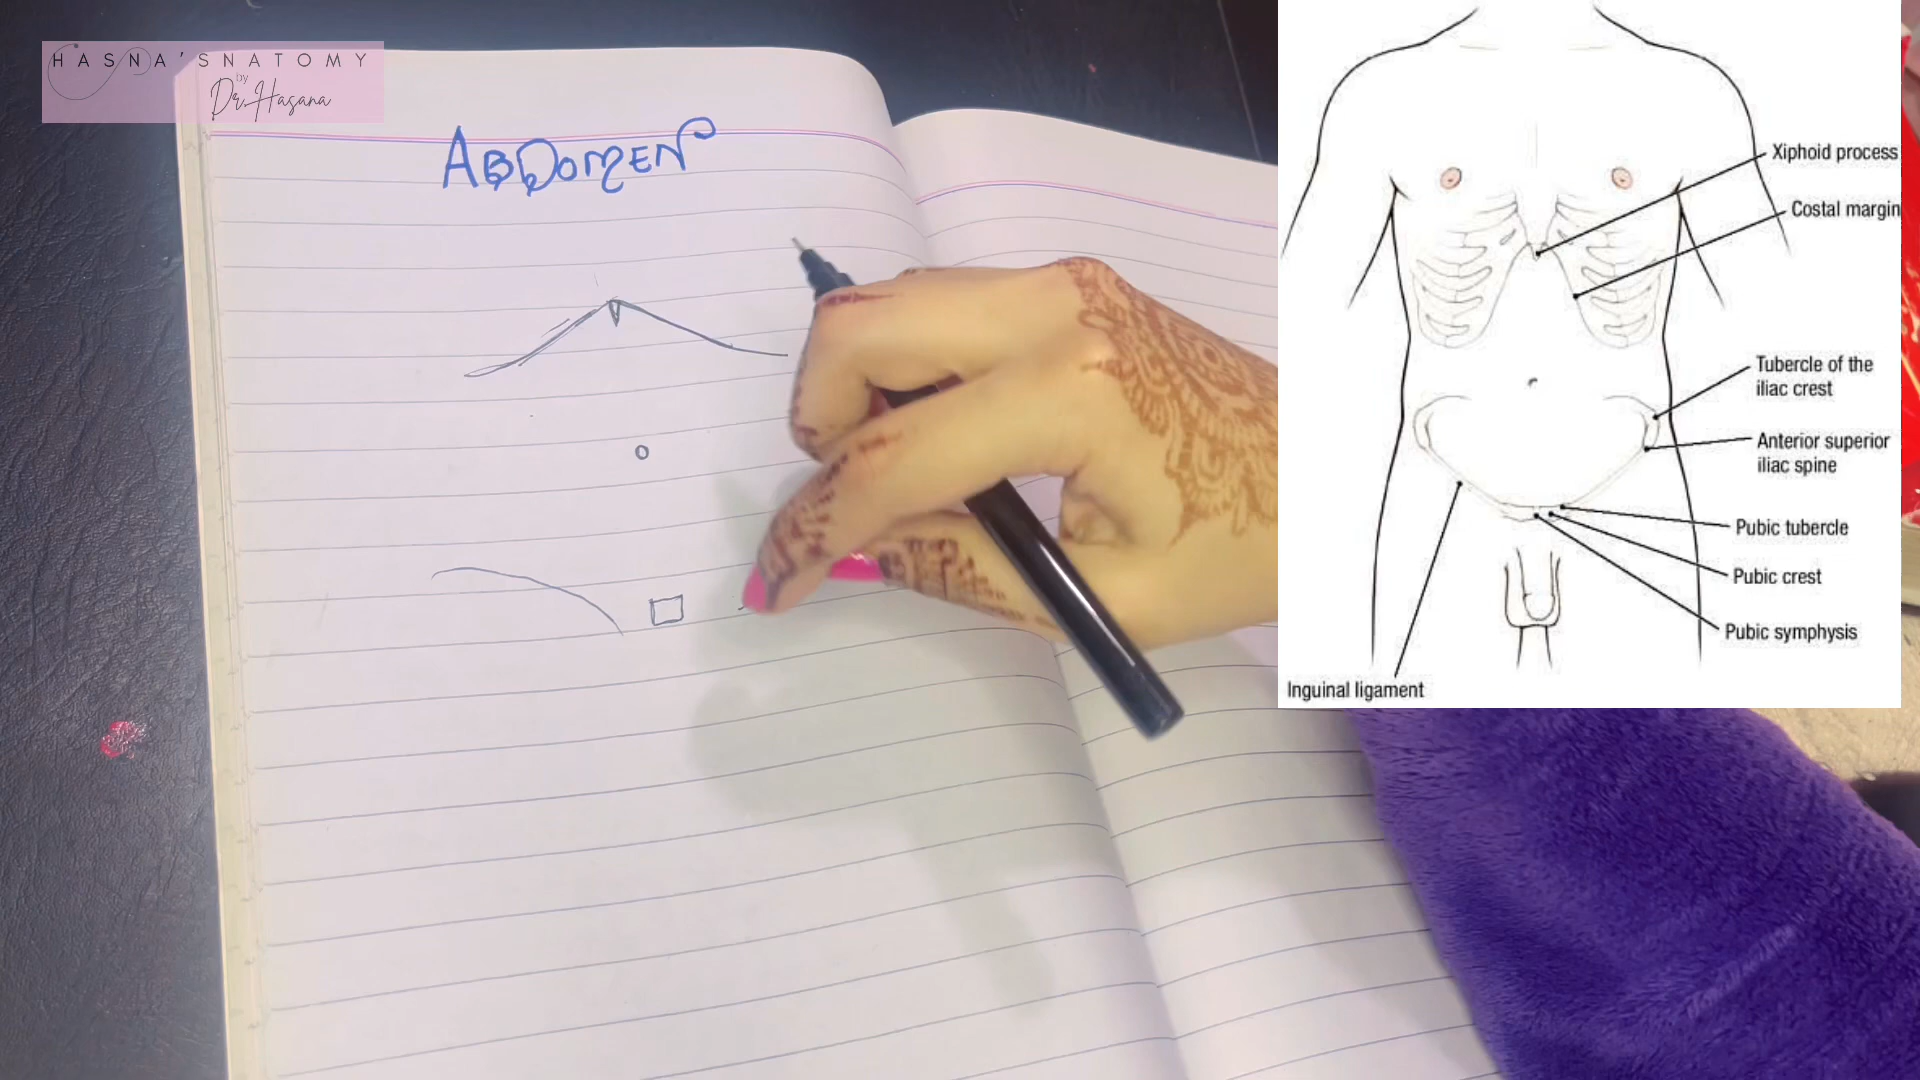 HASNA'SNATOMY
by
Dr.Hasana
ABDOMEN
Xiphoid process
Costal margin
Tubercle of the
iliac crest
Anterior superior
iliac spine
Pubic tubercle
Pubic crest
Pubic symphysis
Inguinal ligament